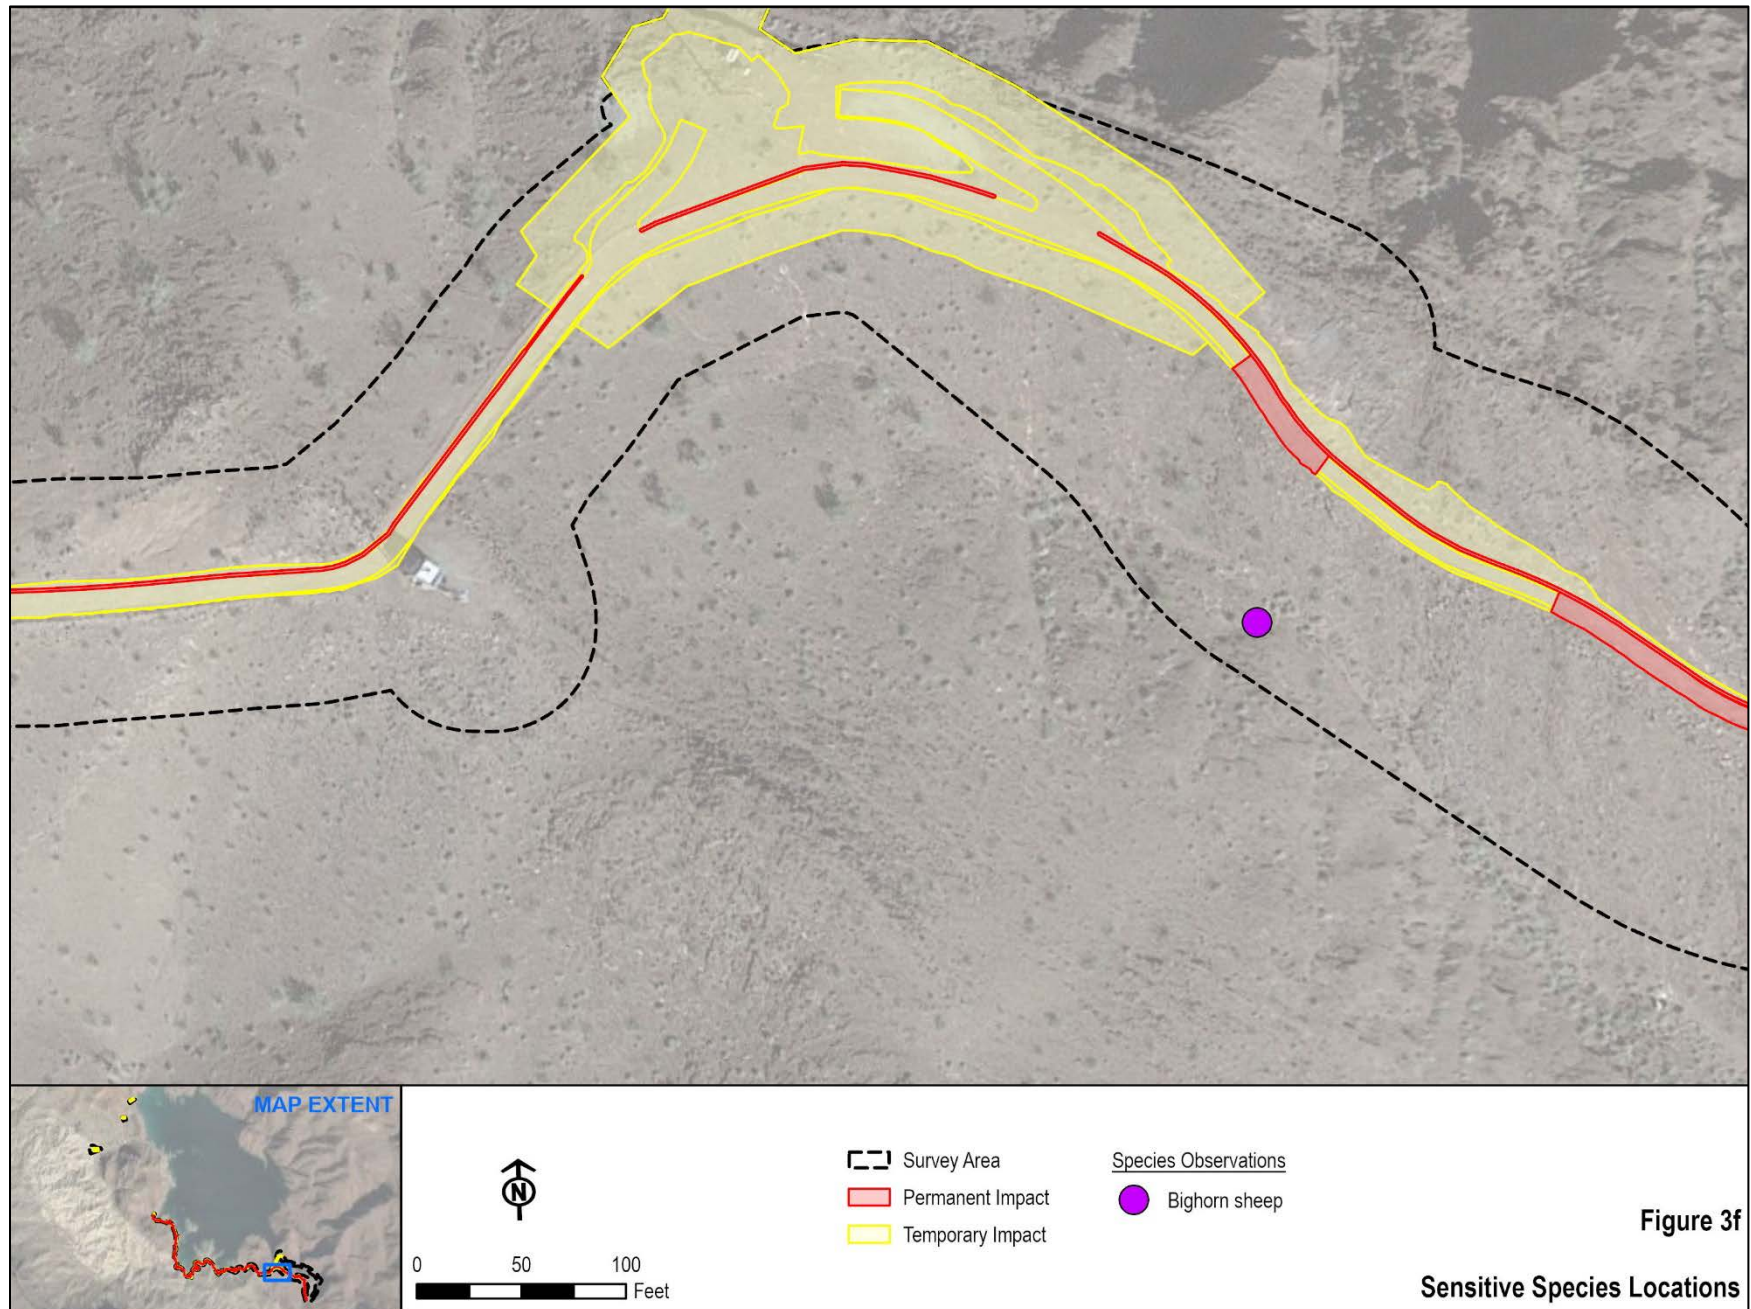 MAP EXTENT
N
0 50 100
Feet
Survey Area
Permanent Impact
Temporary Impact
Species Observations
Bighorn sheep
Figure 3f
Sensitive Species Locations